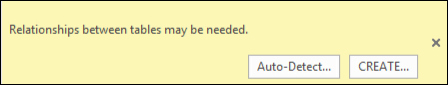 Relationships between tables may be needed.
Auto-Detect... CREATE...